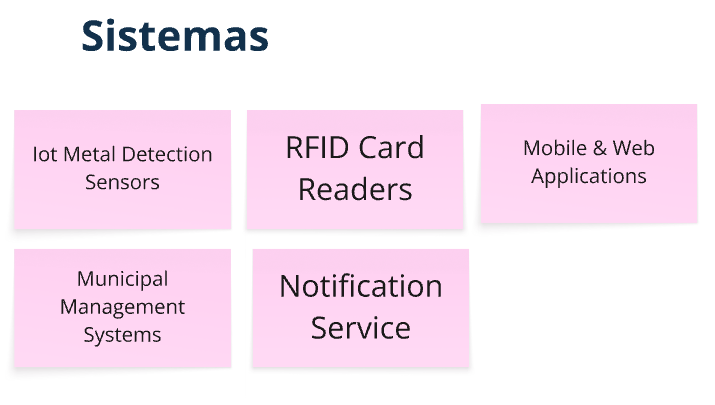 Sistemas
Iot Metal Detection
Sensors
RFID Card
Readers
Mobile & Web
Applications
Municipal
Management
Systems
Notification
Service